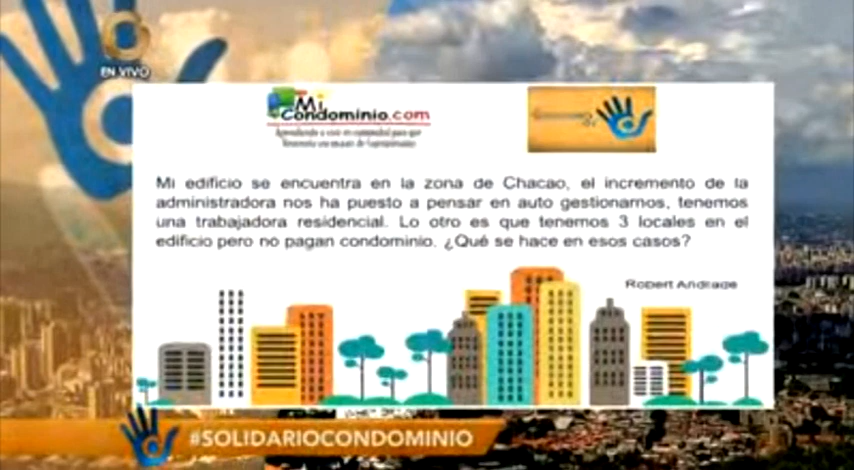 EN VIVO
Mi
Condominio.com
Mi edificio se encuentra en la zona de Chacao, el incremento de la
administradora nos ha puesto a pensar en auto gestionarnos, tenemos
una trabajadora residencial. Lo otro es que tenemos 3 locales en el
edificio pero no pagan condominio. ¿Qué se hace en esos casos?
Robert Andrade
#SOLIDARIOCONDOMINIO